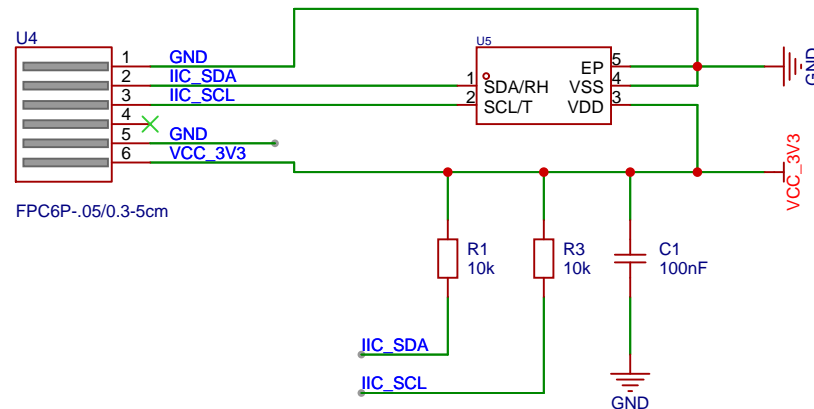 U4
1 GND
2 IIC_SDA
3 IIC_SCL
4
5 GND
6 VCC_3V3
FPC6P-.05/0.3-5cm
U5
1 SDA/RH
2 SCL/T
EP 5
VSS 4
VDD 3
GND
VCC_3V3
R1
10k
R3
10k
C1
100nF
IIC_SDA
IIC_SCL
GND